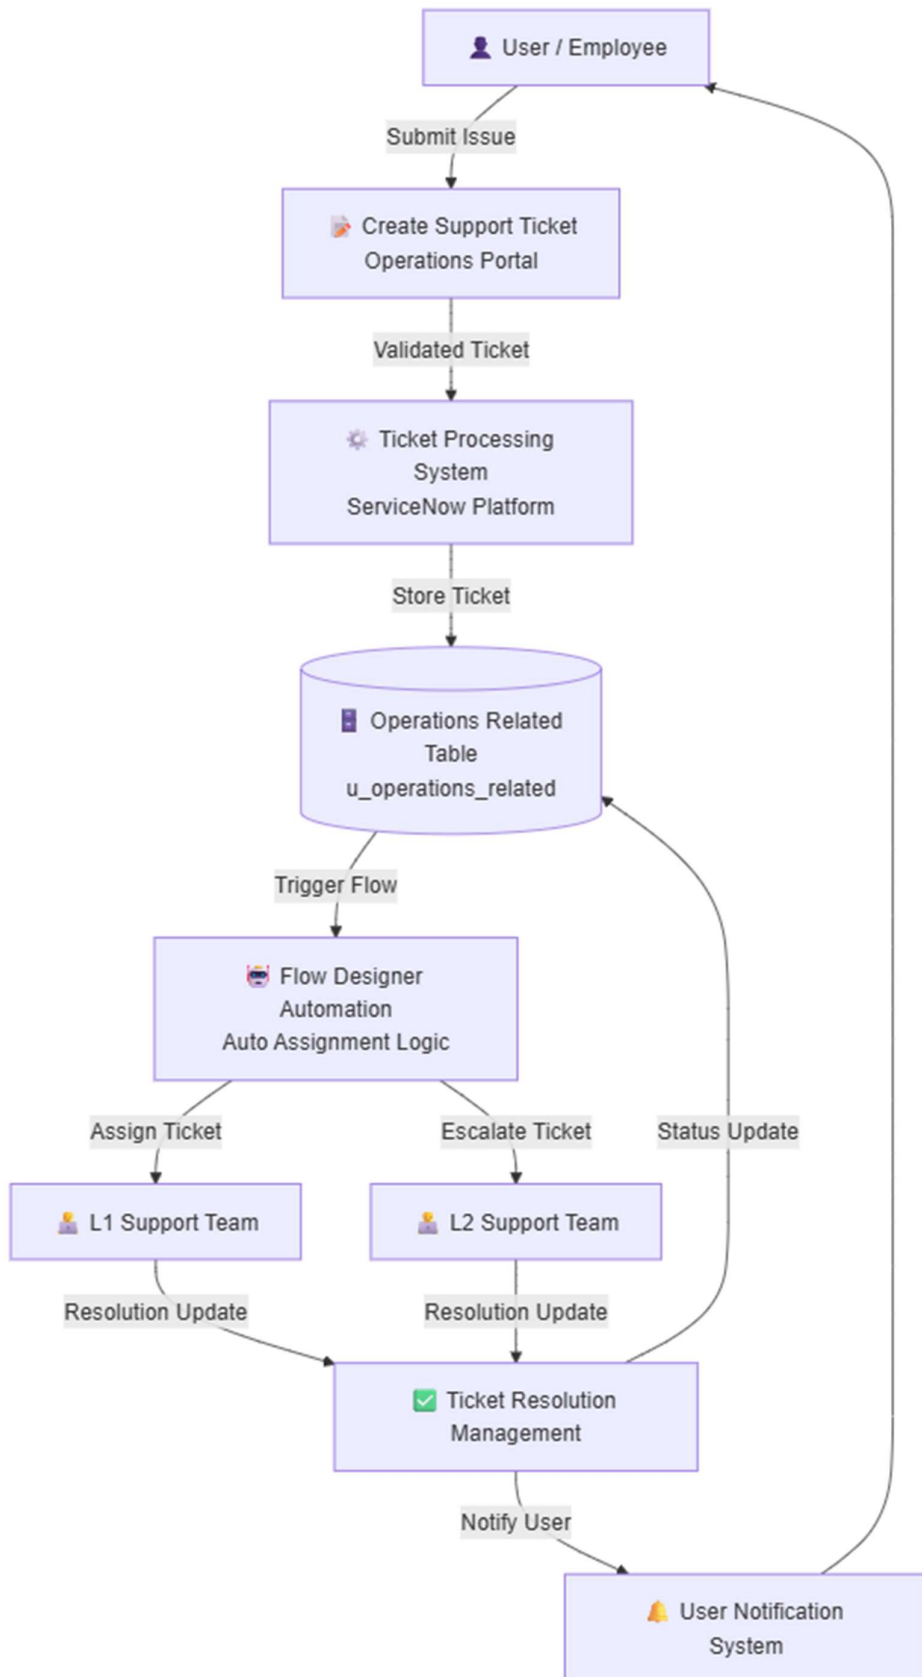 User / Employee
Submit Issue
Create Support Ticket
Operations Portal
Validated Ticket
Ticket Processing
System
ServiceNow Platform
Store Ticket
Operations Related
Table
u_operations_related
Trigger Flow
Flow Designer
Automation
Auto Assignment Logic
Assign Ticket
Escalate Ticket
Status Update
L1 Support Team
L2 Support Team
Resolution Update
Resolution Update
Ticket Resolution
Management
Notify User
User Notification
System